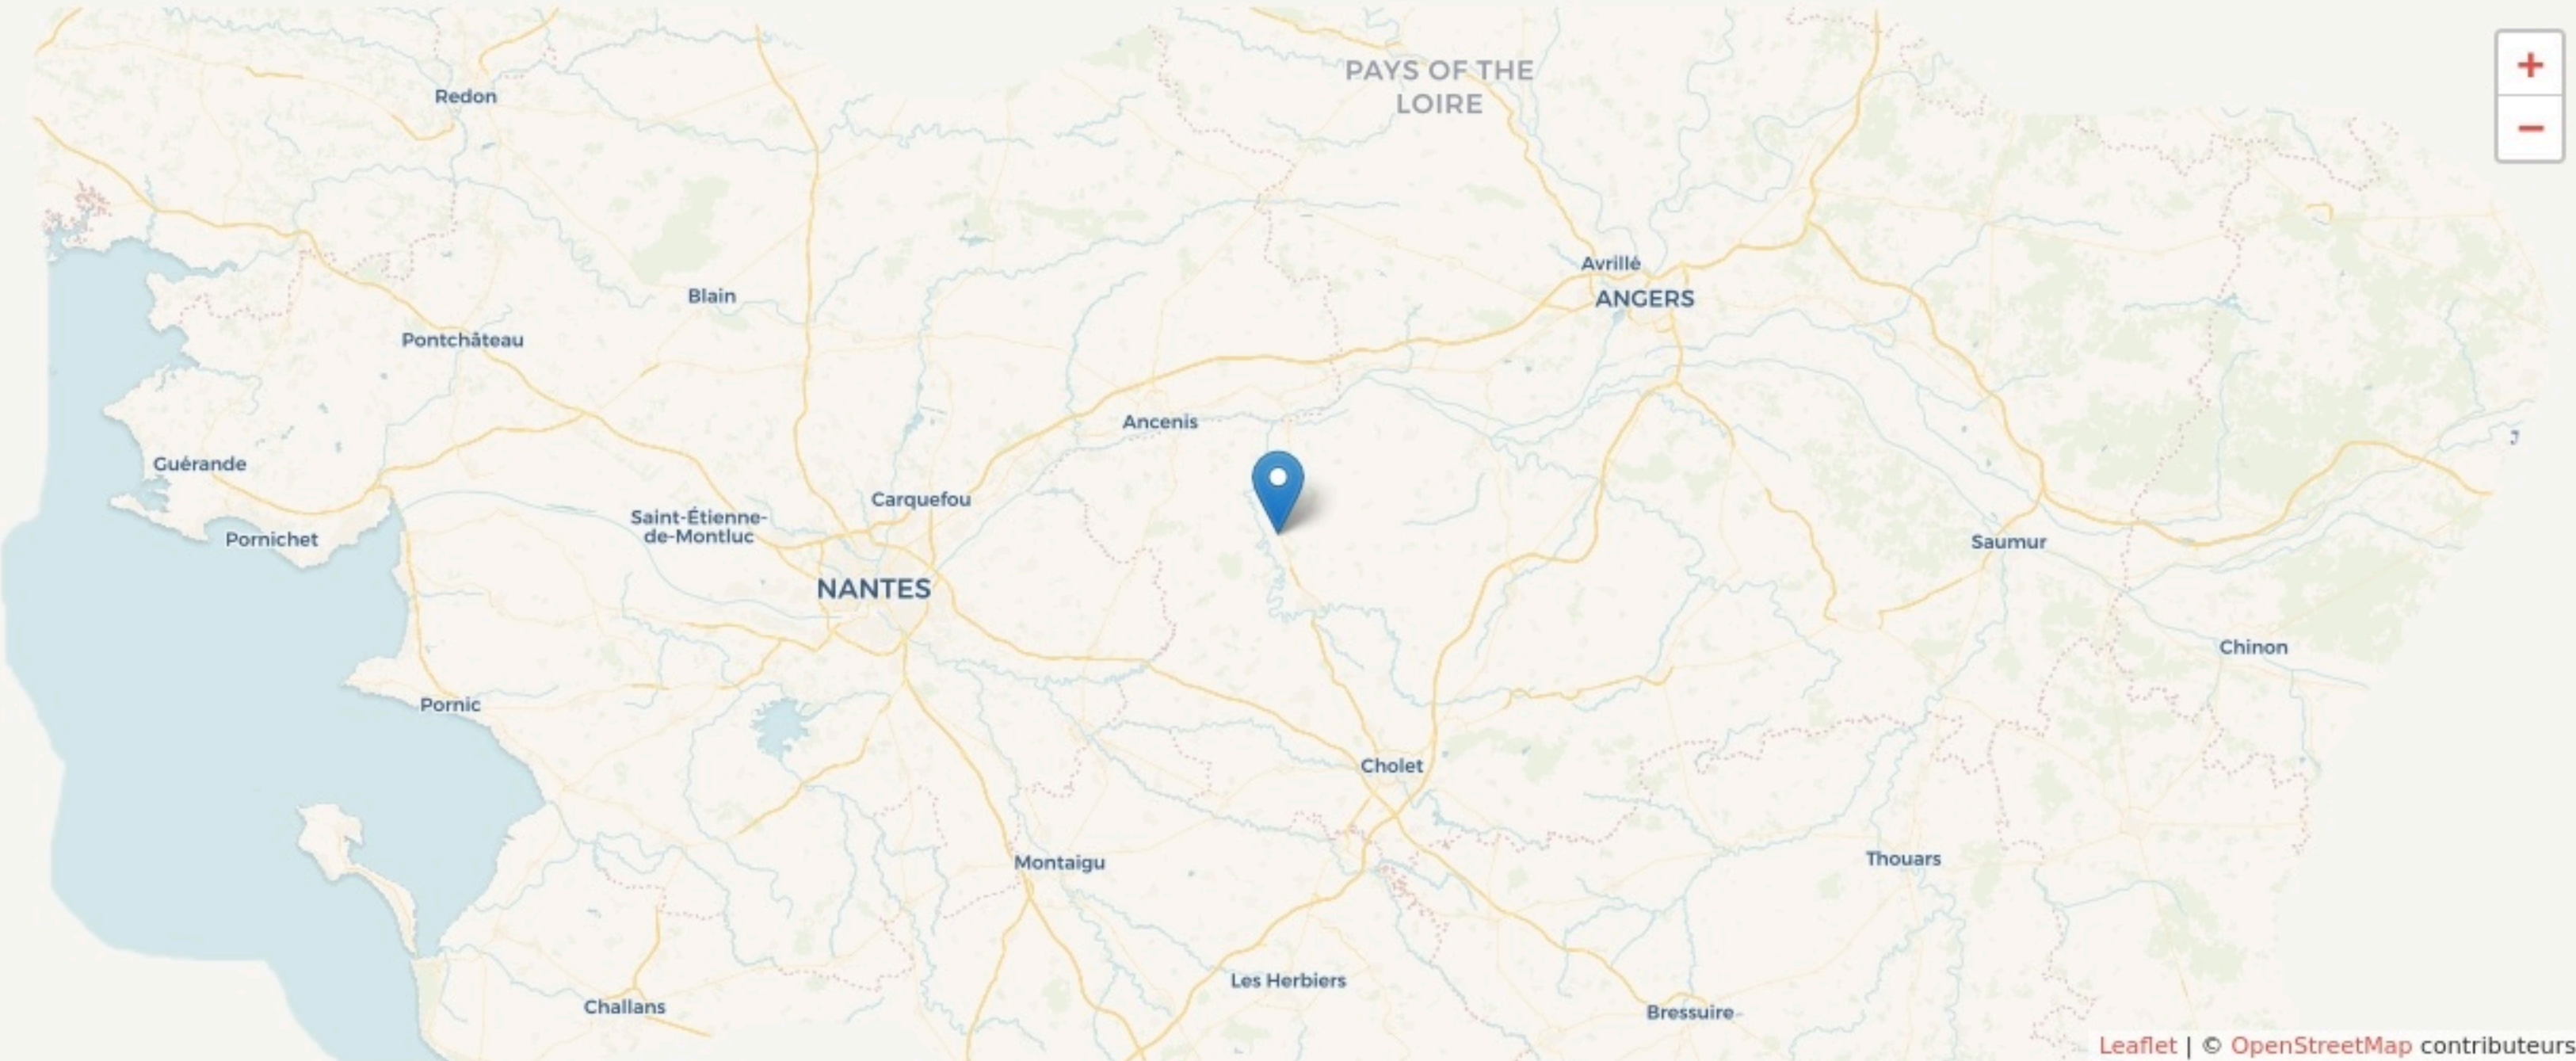 PAYS OF THE
LOIRE
+
−
Redon
Avrillé
ANGERS
Blain
Pontchâteau
Ancenis
Guérande
Carquefou
Saint-Étienne-
de-Montluc
Pornichet
Saumur
NANTES
Chinon
Pornic
Cholet
Montaigu
Thouars
Les Herbiers
Challans
Bressuire
Leaflet | © OpenStreetMap contributeurs